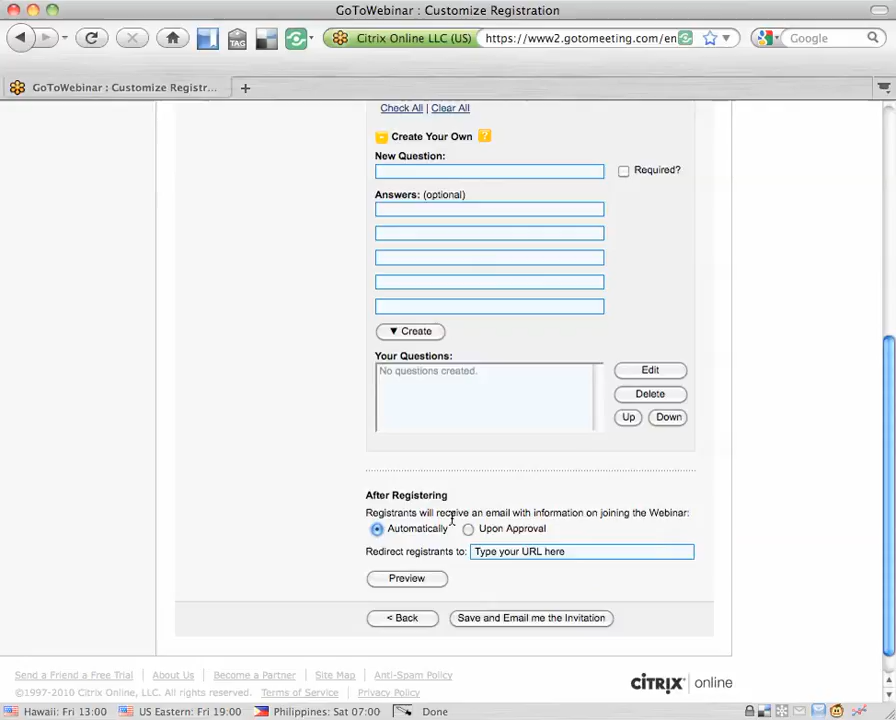 GoToWebinar : Customize Registration
Citrix Online LLC (US)
https://www2.gotomeeting.com/en
Google
GoToWebinar : Customize Registr...
Check All | Clear All
Create Your Own ?
New Question:
Required?
Answers: (optional)
▼ Create
Your Questions:
No questions created.
Edit
Delete
Up Down
After Registering
Registrants will receive an email with information on joining the Webinar:
Automatically Upon Approval
Redirect registrants to: Type your URL here
Preview
< Back Save and Email me the Invitation
Send a Friend a Free Trial About Us Become a Partner Site Map Anti-Spam Policy
©1997-2010 Citrix Online, LLC. All rights reserved. Terms of Service Privacy Policy
CITRIX online
Hawaii: Fri 13:00 US Eastern: Fri 19:00 Philippines: Sat 07:00 Done
TAG